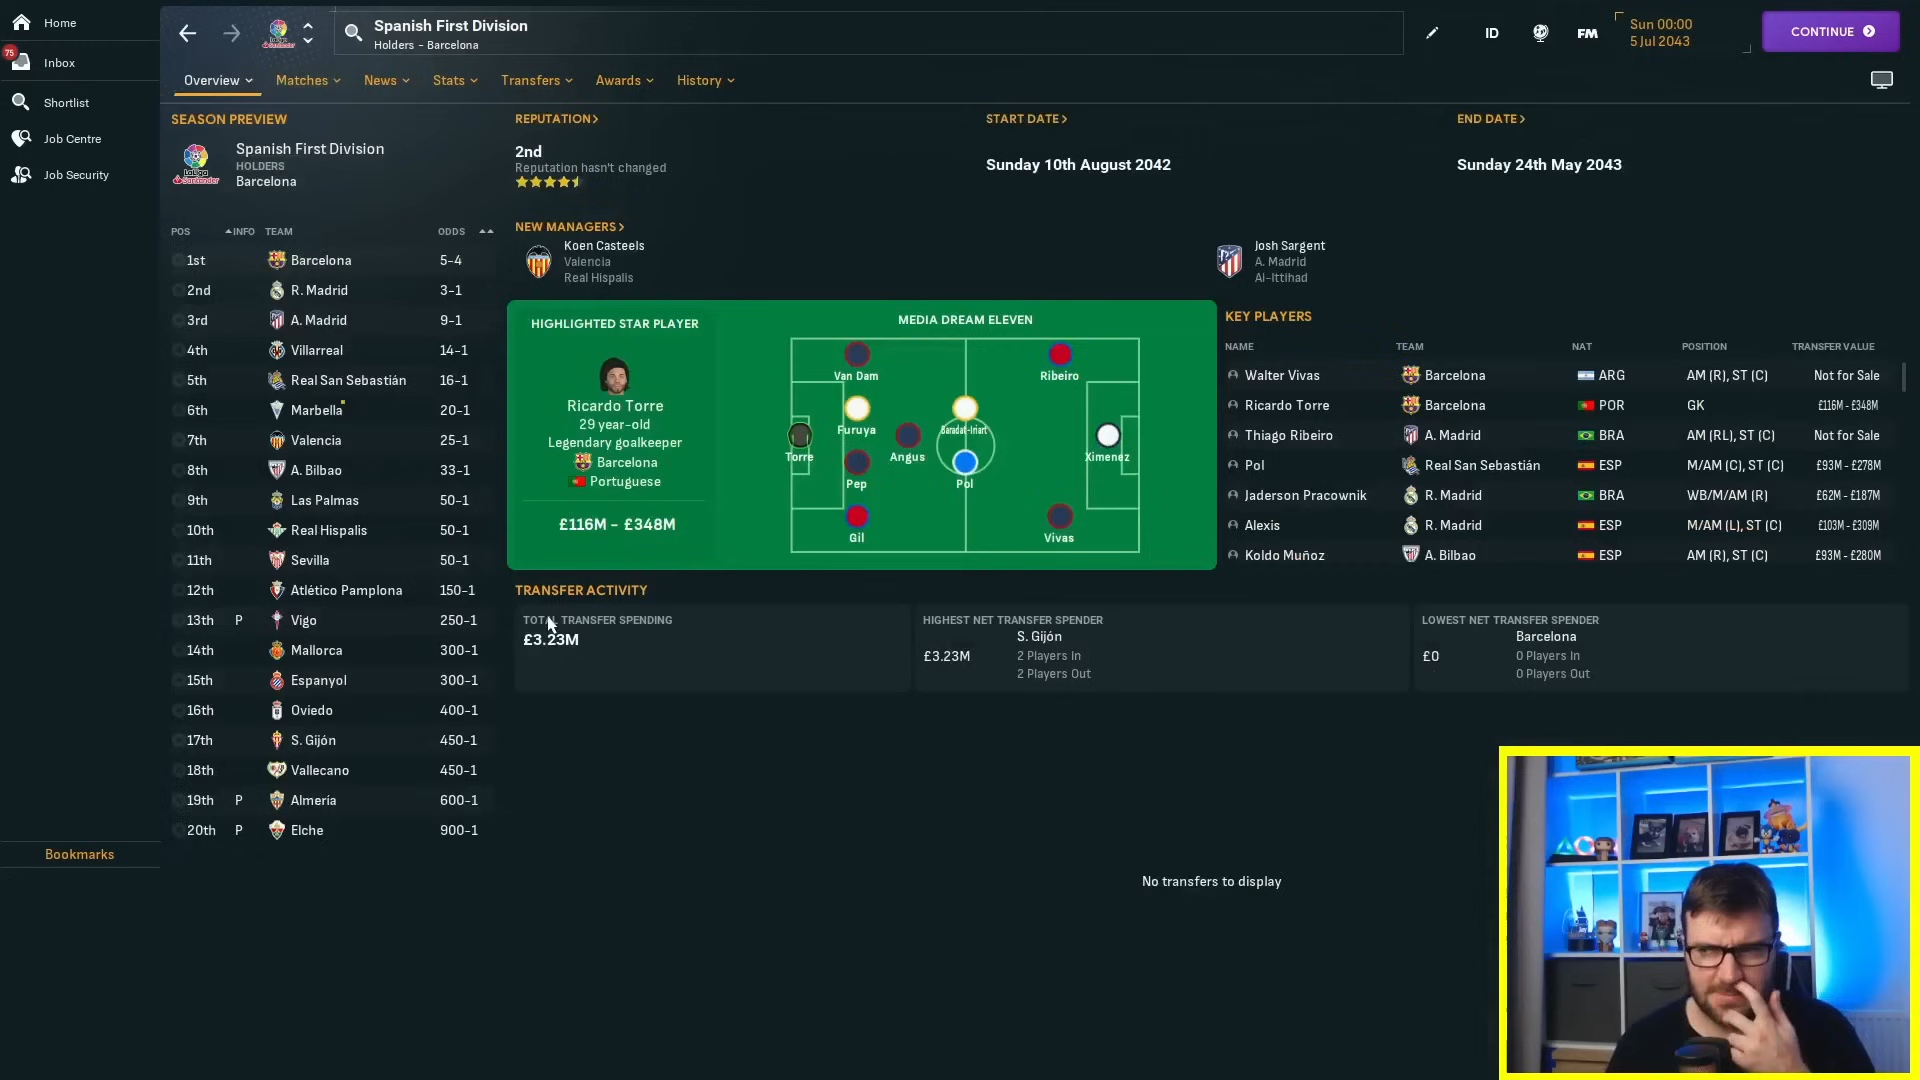 Home
75
Inbox
Shortlist
Job Centre
Job Security
Bookmarks
Spanish First Division
Holders - Barcelona
ID
FM
Sun 00:00
5 Jul 2043
CONTINUE
Overview
Matches
News
Stats
Transfers
Awards
History
SEASON PREVIEW
Spanish First Division
HOLDERS
Barcelona
POS INFO TEAM ODDS
1st Barcelona 5-4
2nd R. Madrid 3-1
3rd A. Madrid 9-1
4th Villarreal 14-1
5th Real San Sebastián 16-1
6th Marbella 20-1
7th Valencia 25-1
8th A. Bilbao 33-1
9th Las Palmas 50-1
10th Real Hispalis 50-1
11th Sevilla 50-1
12th Atlético Pamplona 150-1
13th P Vigo 250-1
14th Mallorca 300-1
15th Espanyol 300-1
16th Oviedo 400-1
17th S. Gijón 450-1
18th Vallecano 450-1
19th P Almería 600-1
20th P Elche 900-1
REPUTATION
2nd
Reputation hasn't changed
START DATE
Sunday 10th August 2042
END DATE
Sunday 24th May 2043
NEW MANAGERS
Koen Casteels
Valencia
Real Hispalis
Josh Sargent
A. Madrid
Al-Ittihad
HIGHLIGHTED STAR PLAYER
Ricardo Torre
29 year-old
Legendary goalkeeper
Barcelona
Portuguese
£116M - £348M
MEDIA DREAM ELEVEN
Van Dam
Ribeiro
Furuya
Baradat-Iriart
Torre
Angus
Ximenez
Pep
Pol
Gil
Vivas
KEY PLAYERS
NAME TEAM NAT POSITION TRANSFER VALUE
Walter Vivas Barcelona ARG AM (R), ST (C) Not for Sale
Ricardo Torre Barcelona POR GK £116M - £348M
Thiago Ribeiro A. Madrid BRA AM (RL), ST (C) Not for Sale
Pol Real San Sebastián ESP M/AM (C), ST (C) £93M - £278M
Jaderson Pracownik R. Madrid BRA WB/M/AM (R) £62M - £187M
Alexis R. Madrid ESP M/AM (L), ST (C) £103M - £309M
Koldo Muñoz A. Bilbao ESP AM (R), ST (C) £93M - £280M
TRANSFER ACTIVITY
TOTAL TRANSFER SPENDING
£3.23M
HIGHEST NET TRANSFER SPENDER
S. Gijón
£3.23M
2 Players In
2 Players Out
LOWEST NET TRANSFER SPENDER
Barcelona
£0
0 Players In
0 Players Out
No transfers to display